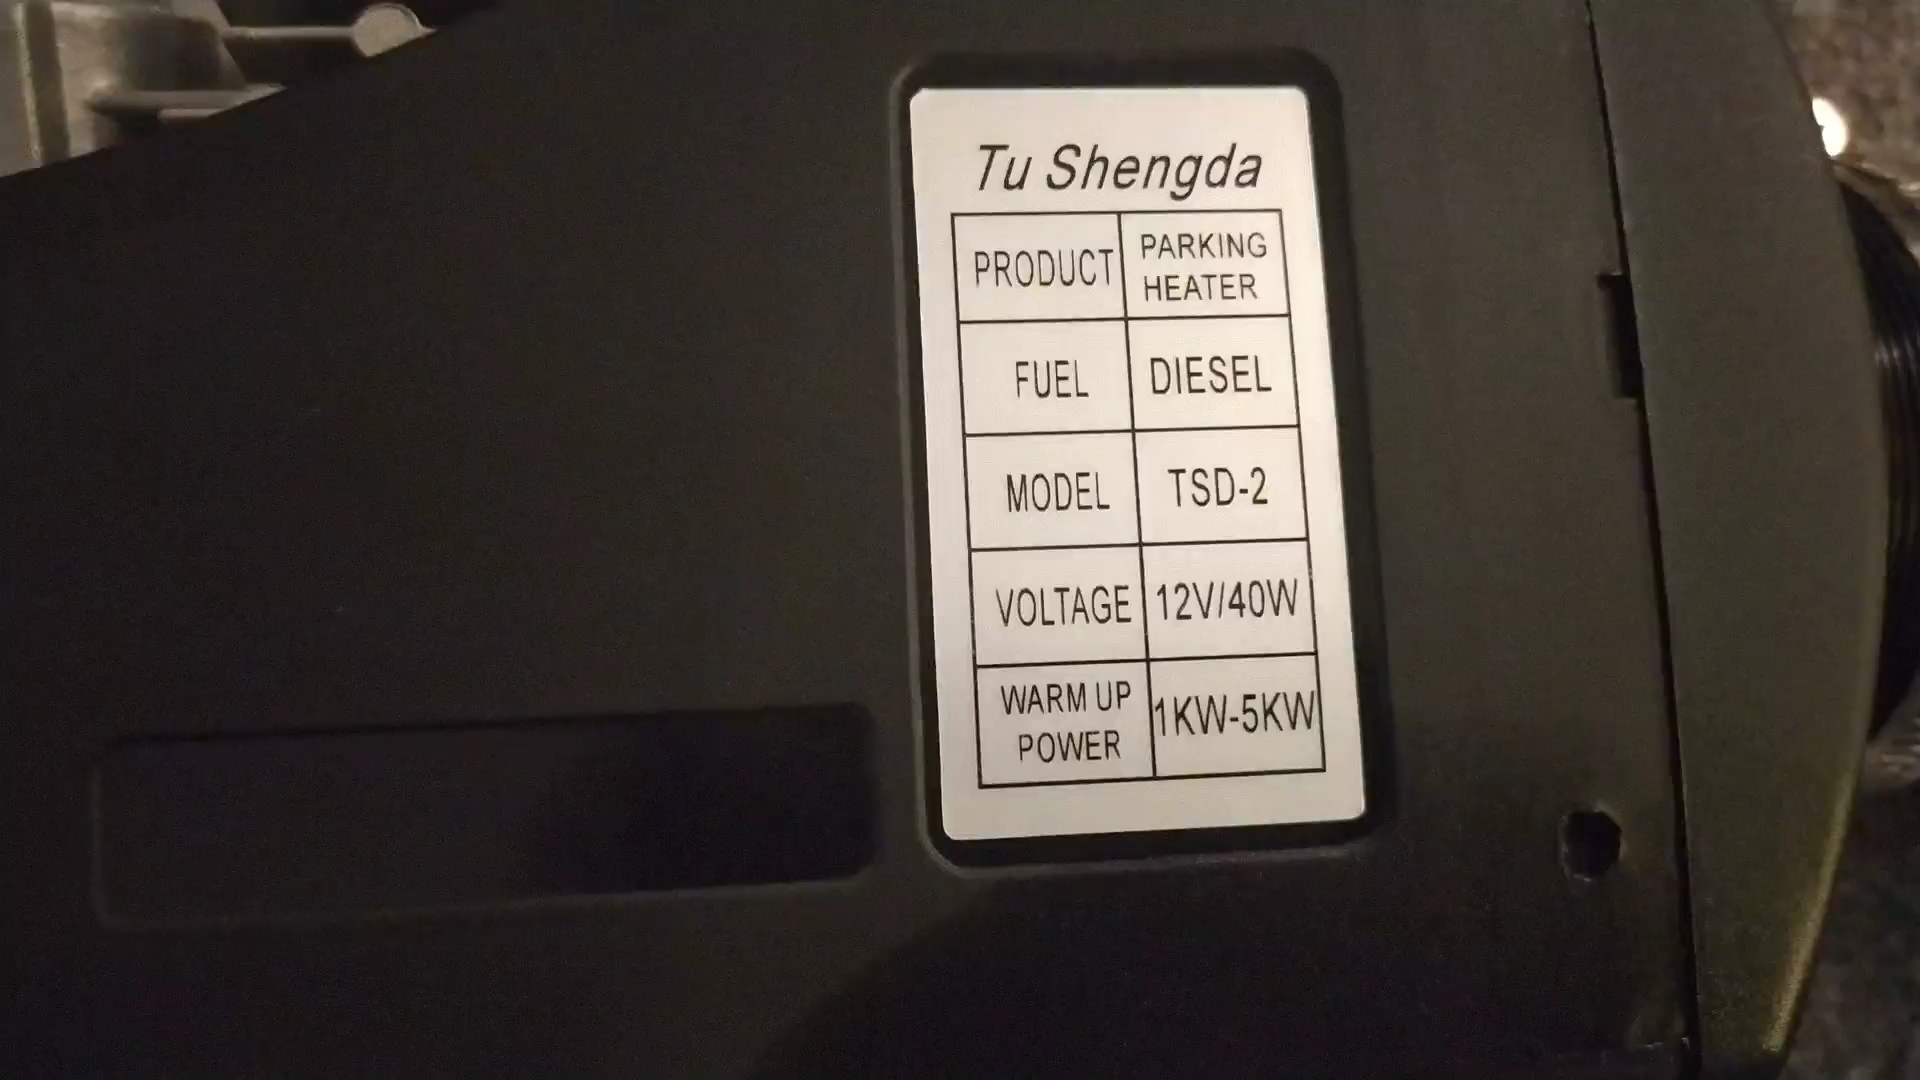 Tu Shengda
PRODUCT PARKING HEATER
FUEL DIESEL
MODEL TSD-2
VOLTAGE 12V/40W
WARM UP POWER 1KW-5KW